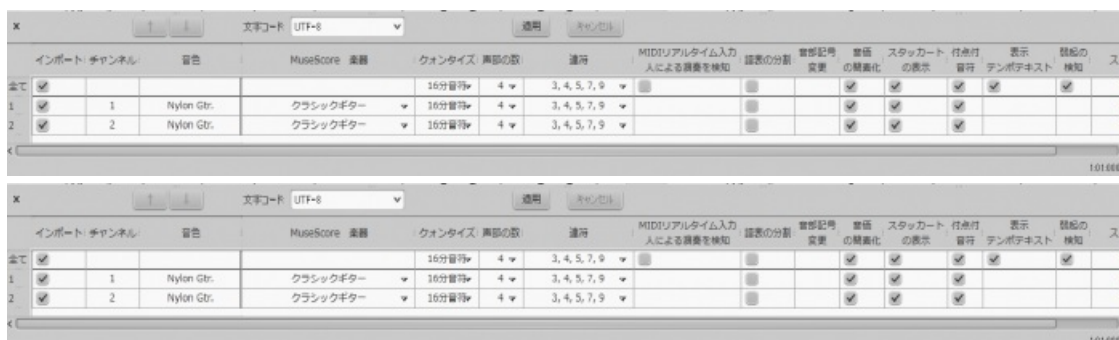 x ↑ ↓ 文字コード UTF-8 適用 キャンセル
インポート チャンネル 音色 MuseScore 楽器 クォンタイズ 声部の数 連符 MIDIリアルタイム入力 人による演奏を検知 譜表の分割 音部記号 変更 音価 の簡素化 スタッカート の表示 付点付 音符 表示 テンポテキスト 弱起の 検知 ス
全て 16分音符 4 3, 4, 5, 7, 9
1 1 Nylon Gtr. クラシックギター 16分音符 4 3, 4, 5, 7, 9
2 2 Nylon Gtr. クラシックギター 16分音符 4 3, 4, 5, 7, 9
x ↑ ↓ 文字コード UTF-8 適用 キャンセル
インポート チャンネル 音色 MuseScore 楽器 クォンタイズ 声部の数 連符 MIDIリアルタイム入力 人による演奏を検知 譜表の分割 音部記号 変更 音価 の簡素化 スタッカート の表示 付点付 音符 表示 テンポテキスト 弱起の 検知 ス
全て 16分音符 4 3, 4, 5, 7, 9
1 1 Nylon Gtr. クラシックギター 16分音符 4 3, 4, 5, 7, 9
2 2 Nylon Gtr. クラシックギター 16分音符 4 3, 4, 5, 7, 9